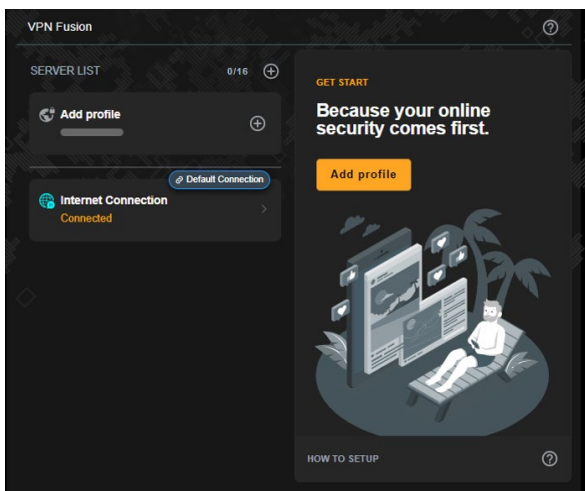 VPN Fusion
SERVER LIST 0/16
Add profile
Default Connection
Internet Connection
Connected
GET START
Because your online
security comes first.
Add profile
HOW TO SETUP